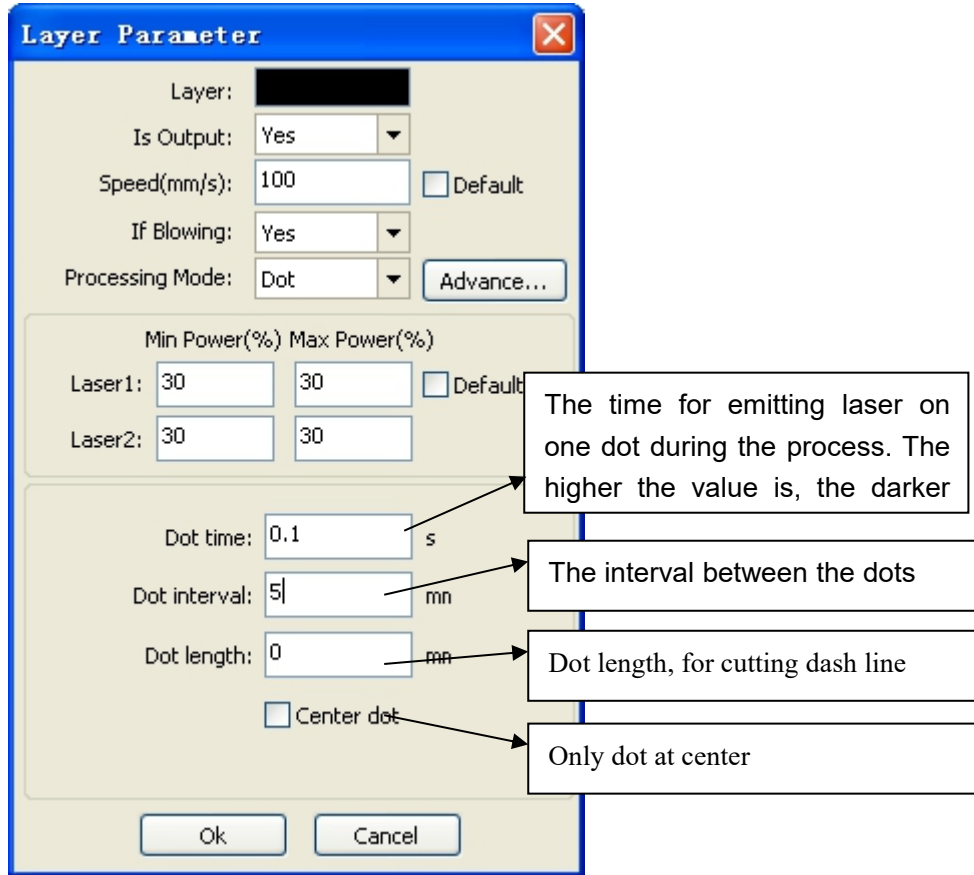 Layer Parameter
Layer:
Is Output: Yes
Speed(mm/s): 100 Default
If Blowing: Yes
Processing Mode: Dot Advance...
Min Power(%) Max Power(%)
Laser1: 30 30 Default
Laser2: 30 30
The time for emitting laser on
one dot during the process. The
higher the value is, the darker
Dot time: 0.1 s
Dot interval: 5 mn
The interval between the dots
Dot length: 0 mn
Dot length, for cutting dash line
Center dot
Only dot at center
Ok Cancel